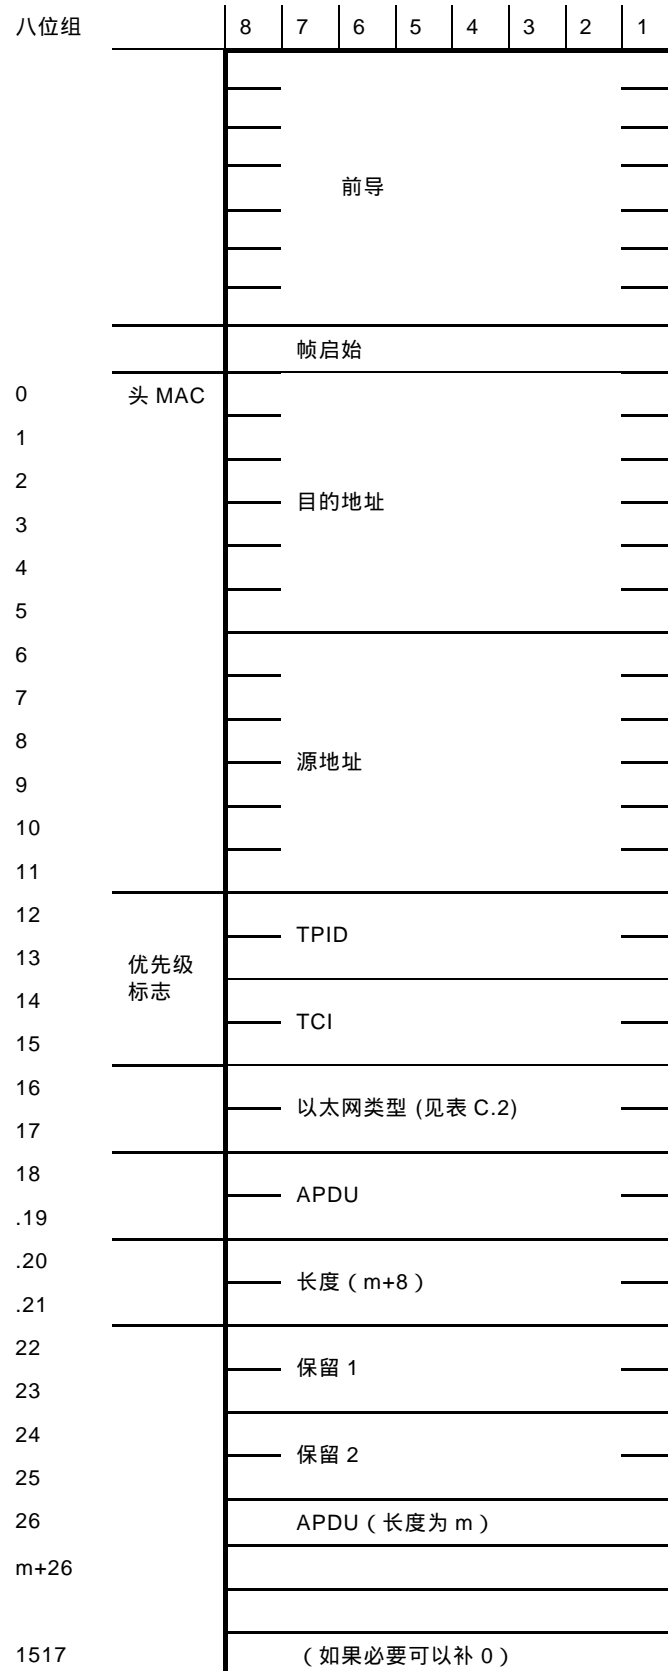 八位组 8 7 6 5 4 3 2 1
前导
帧启始
0 头 MAC
1
2
目的地址
3
4
5
6
7
8
源地址
9
10
11
12
TPID
13 优先级
标志
14
TCI
15
16
以太网类型 (见表 C.2)
17
18
APDU
.19
.20
长度（m+8）
.21
22
保留 1
23
24
保留 2
25
26 APDU（长度为 m）
m+26
1517 （如果必要可以补 0）